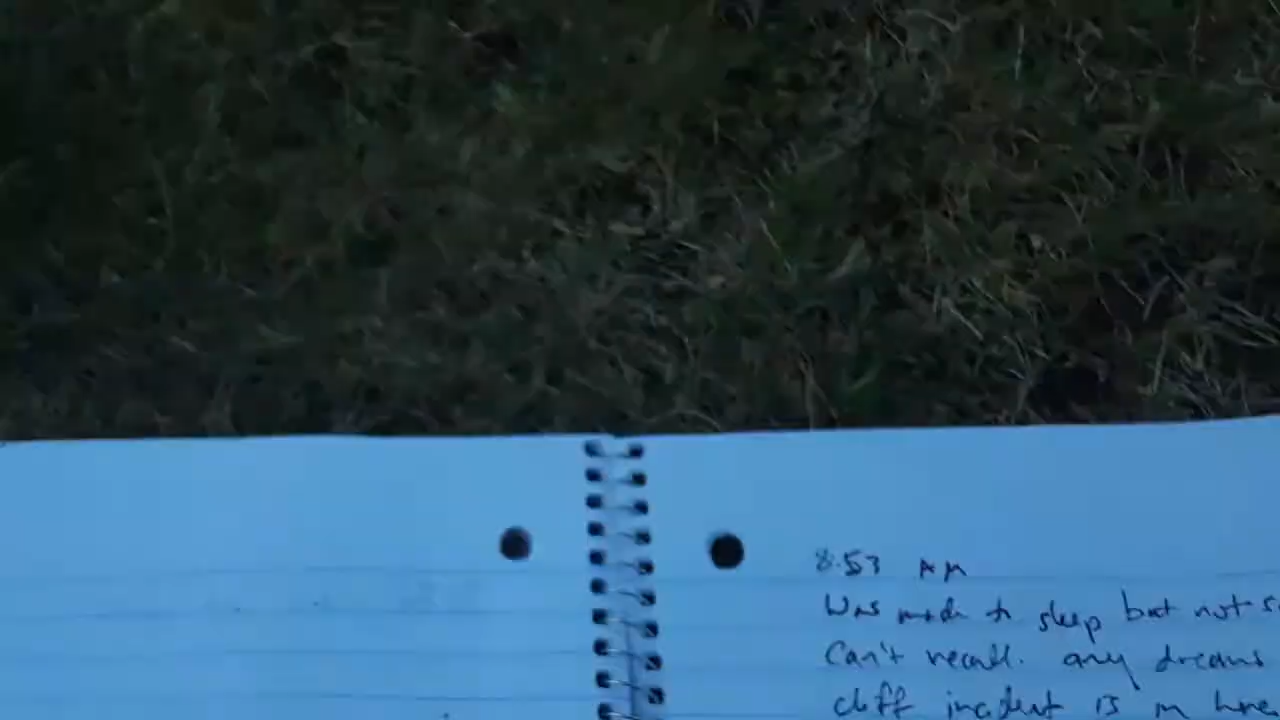 8:53 AM
Was made to sleep but not
Can't recall. any dreams
cliff incident is in